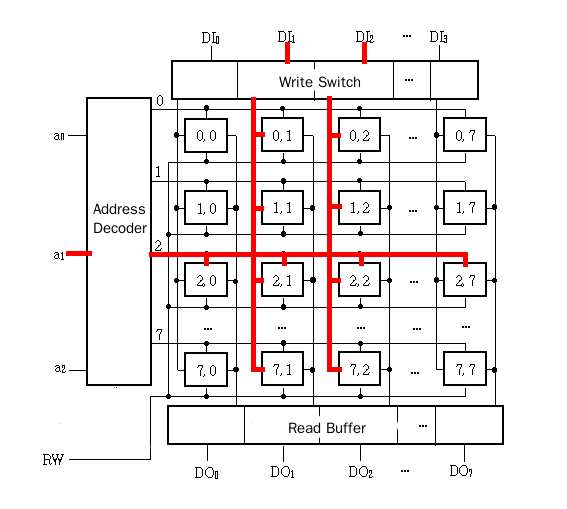 DI₀ DI₁ DI₂ ... DI₃
Write Switch ...
0
a₀ 0,0 0,1 0,2 ... 0,7
1
Address Decoder 1,0 1,1 1,2 ... 1,7
2
a₁
2,0 2,1 2,2 ... 2,7
... ... ... ...
7
a₂ 7,0 7,1 7,2 ... 7,7
Read Buffer ...
RW
DO₀ DO₁ DO₂ ... DO₇